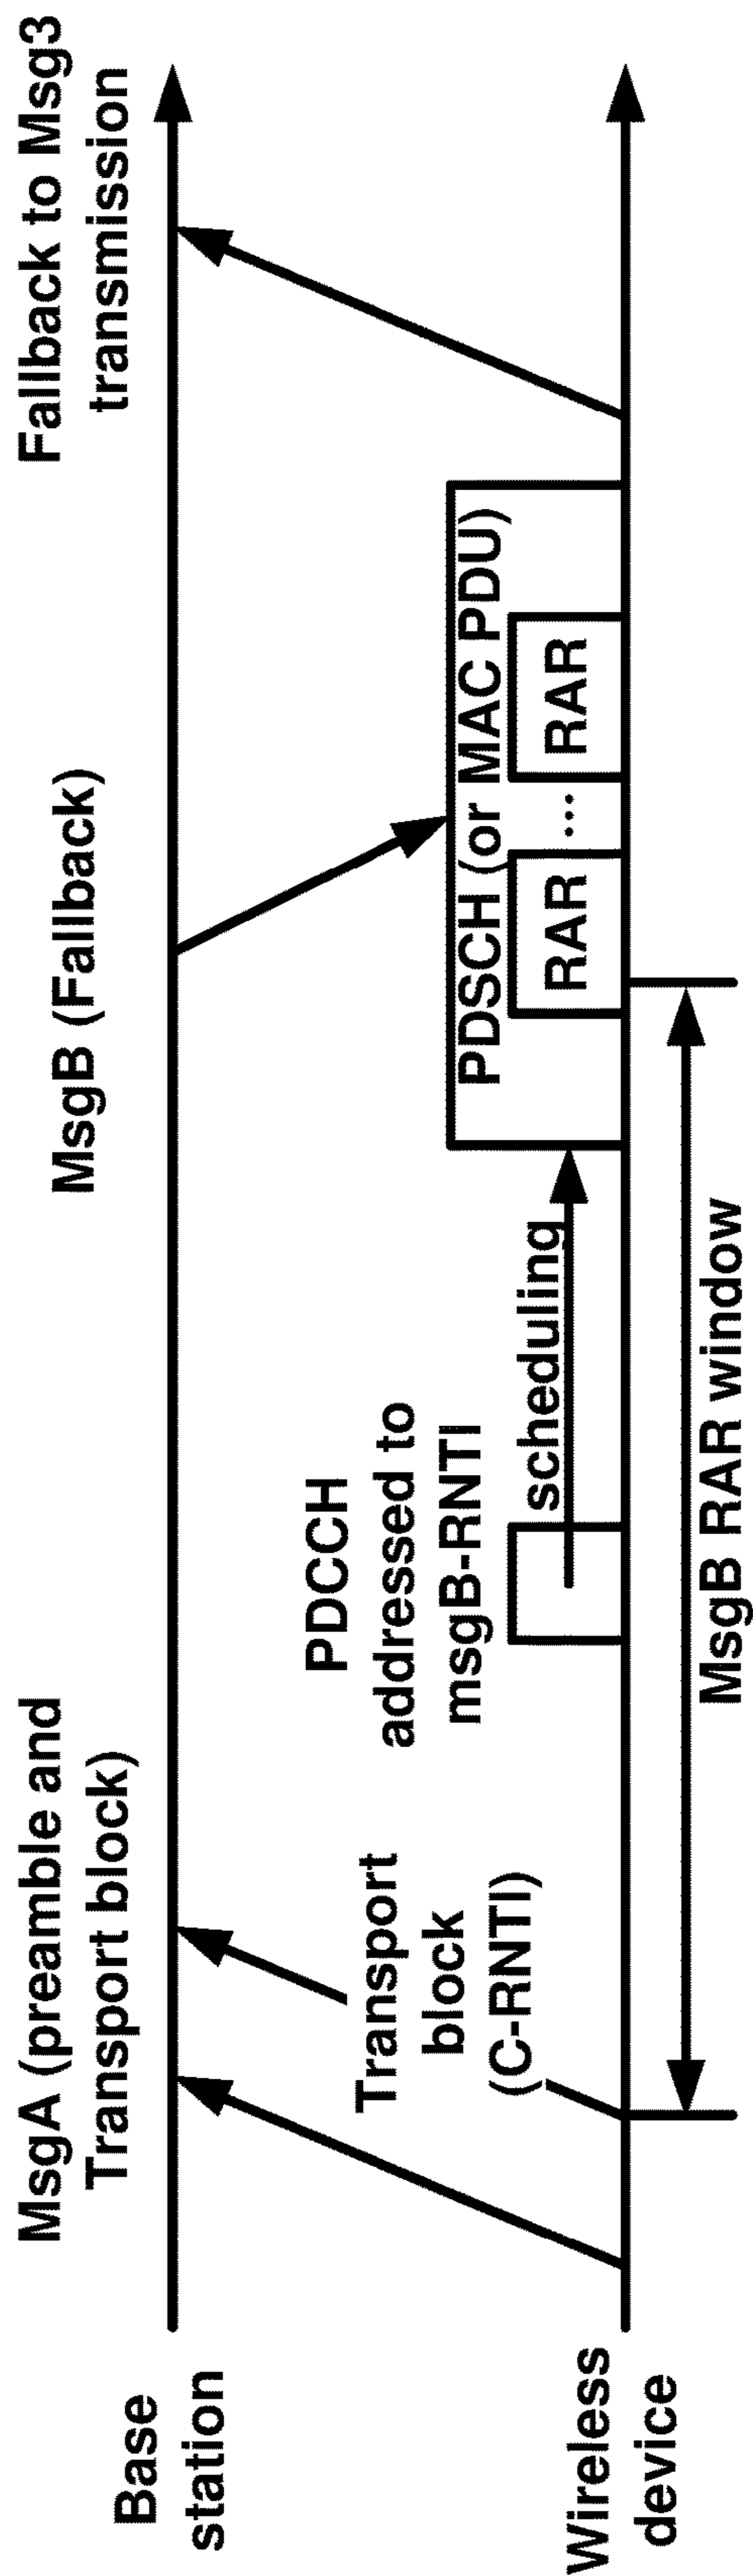 MsgA (preamble and
Transport block)
MsgB (Fallback)
Fallback to Msg3
transmission
Base
station
Transport
block
(C-RNTI)
PDCCH
addressed to
msgB-RNTI
scheduling
PDSCH (or MAC PDU)
RAR
...
RAR
Wireless
device
MsgB RAR window